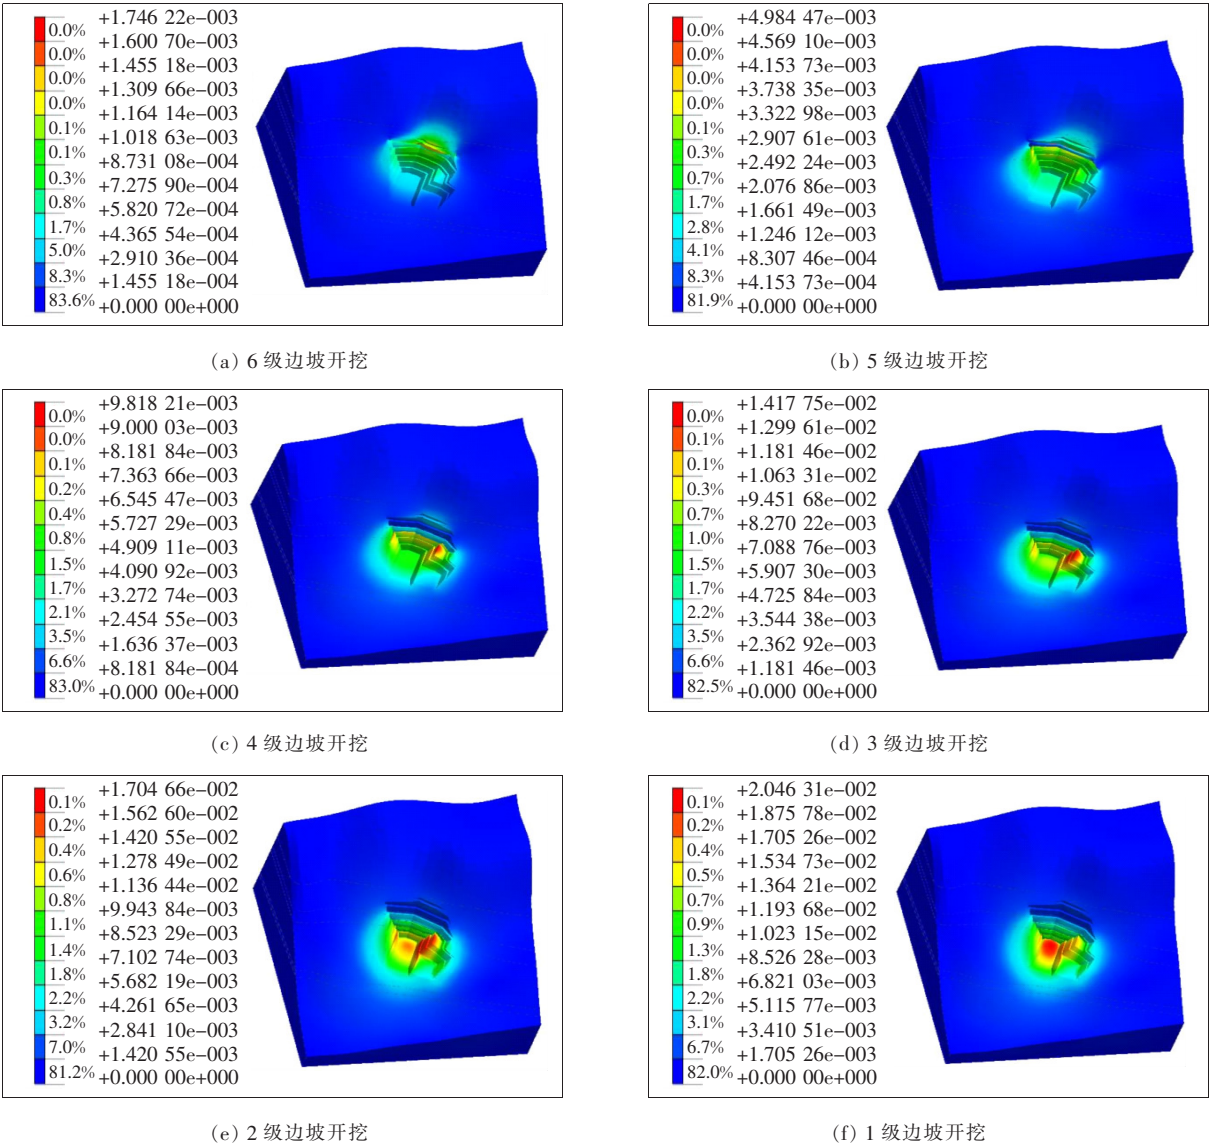 0.0% +1.746 22e-003
0.0% +1.600 70e-003
0.0% +1.455 18e-003
0.0% +1.309 66e-003
0.1% +1.164 14e-003
0.1% +1.018 63e-003
0.3% +8.731 08e-004
0.8% +7.275 90e-004
1.7% +5.820 72e-004
5.0% +4.365 54e-004
8.3% +2.910 36e-004
83.6% +1.455 18e-004
+0.000 00e+000
(a) 6 级边坡开挖
0.0% +4.984 47e-003
0.0% +4.569 10e-003
0.0% +4.153 73e-003
0.0% +3.738 35e-003
0.1% +3.322 98e-003
0.3% +2.907 61e-003
0.7% +2.492 24e-003
1.7% +2.076 86e-003
2.8% +1.661 49e-003
4.1% +1.246 12e-003
8.3% +8.307 46e-004
81.9% +4.153 73e-004
+0.000 00e+000
(b) 5 级边坡开挖
0.0% +9.818 21e-003
0.0% +9.000 03e-003
0.1% +8.181 84e-003
0.2% +7.363 66e-003
0.4% +6.545 47e-003
0.8% +5.727 29e-003
1.5% +4.909 11e-003
1.7% +4.090 92e-003
2.1% +3.272 74e-003
3.5% +2.454 55e-003
6.6% +1.636 37e-003
83.0% +8.181 84e-004
+0.000 00e+000
(c) 4 级边坡开挖
0.0% +1.417 75e-002
0.1% +1.299 61e-002
0.1% +1.181 46e-002
0.3% +1.063 31e-002
0.7% +9.451 68e-002
1.0% +8.270 22e-003
1.5% +7.088 76e-003
1.7% +5.907 30e-003
2.2% +4.725 84e-003
3.5% +3.544 38e-003
6.6% +2.362 92e-003
82.5% +1.181 46e-003
+0.000 00e+000
(d) 3 级边坡开挖
0.1% +1.704 66e-002
0.2% +1.562 60e-002
0.4% +1.420 55e-002
0.6% +1.278 49e-002
0.8% +1.136 44e-002
1.1% +9.943 84e-003
1.4% +8.523 29e-003
1.8% +7.102 74e-003
2.2% +5.682 19e-003
3.2% +4.261 65e-003
7.0% +2.841 10e-003
81.2% +1.420 55e-003
+0.000 00e+000
(e) 2 级边坡开挖
0.1% +2.046 31e-002
0.2% +1.875 78e-002
0.4% +1.705 26e-002
0.5% +1.534 73e-002
0.7% +1.364 21e-002
0.9% +1.193 68e-002
1.3% +1.023 15e-002
1.8% +8.526 28e-003
2.2% +6.821 03e-003
3.1% +5.115 77e-003
6.7% +3.410 51e-003
82.0% +1.705 26e-003
+0.000 00e+000
(f) 1 级边坡开挖